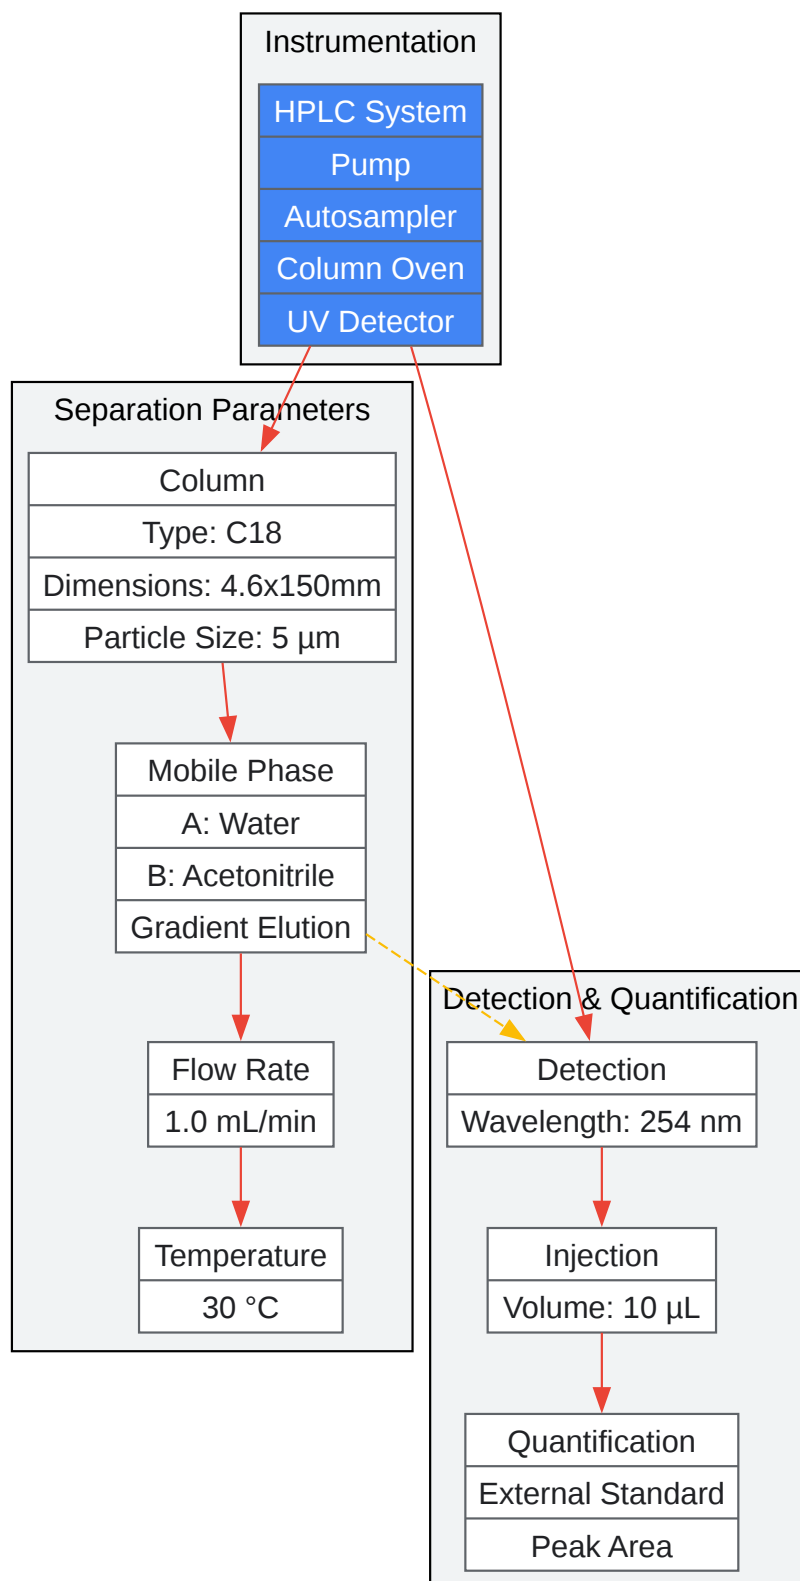 Instrumentation
HPLC System
Pump
Autosampler
Column Oven
UV Detector
Separation Parameters
Column
Type: C18
Dimensions: 4.6x150mm
Particle Size: 5 µm
Mobile Phase
A: Water
B: Acetonitrile
Gradient Elution
Flow Rate
1.0 mL/min
Temperature
30 °C
Detection & Quantification
Detection
Wavelength: 254 nm
Injection
Volume: 10 µL
Quantification
External Standard
Peak Area